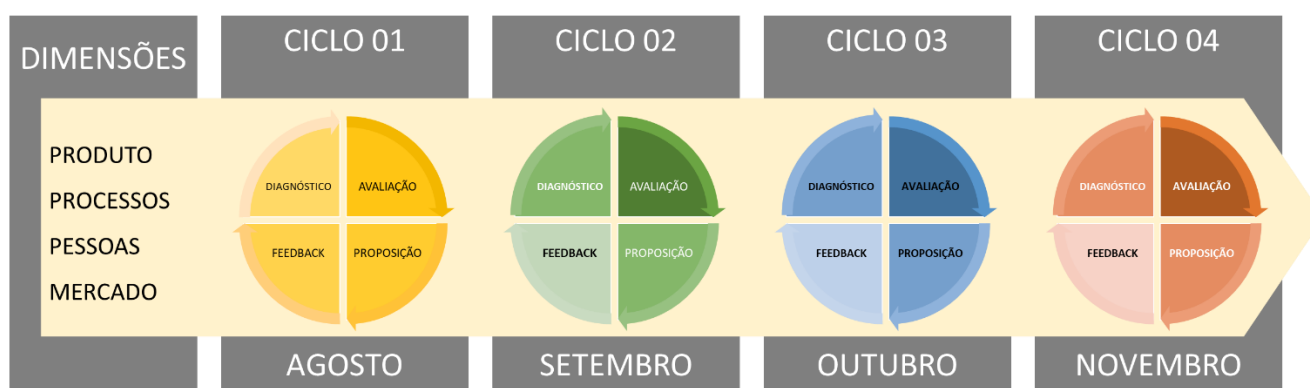 DIMENSÕES
PRODUTO
PROCESSOS
PESSOAS
MERCADO
CICLO 01
DIAGNÓSTICO
AVALIAÇÃO
FEEDBACK
PROPOSIÇÃO
AGOSTO
CICLO 02
DIAGNÓSTICO
AVALIAÇÃO
FEEDBACK
PROPOSIÇÃO
SETEMBRO
CICLO 03
DIAGNÓSTICO
AVALIAÇÃO
FEEDBACK
PROPOSIÇÃO
OUTUBRO
CICLO 04
DIAGNÓSTICO
AVALIAÇÃO
FEEDBACK
PROPOSIÇÃO
NOVEMBRO